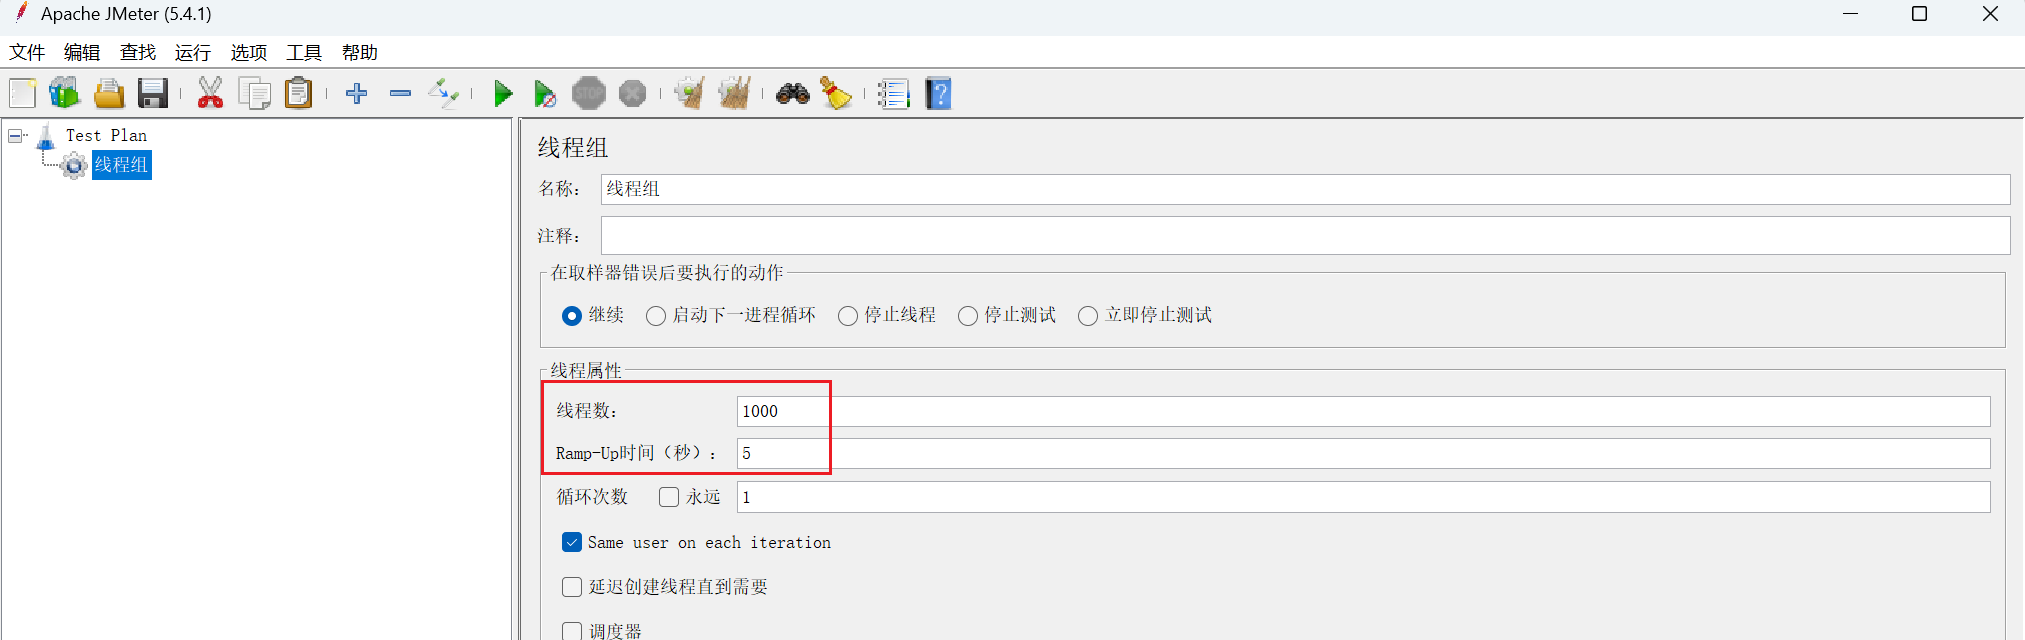 Apache JMeter (5.4.1)
文件 编辑 查找 运行 选项 工具 帮助
STOP
Test Plan
线程组
线程组
名称： 线程组
注释：
在取样器错误后要执行的动作
继续 启动下一进程循环 停止线程 停止测试 立即停止测试
线程属性
线程数： 1000
Ramp-Up时间（秒）： 5
循环次数 永远 1
Same user on each iteration
延迟创建线程直到需要
调度器